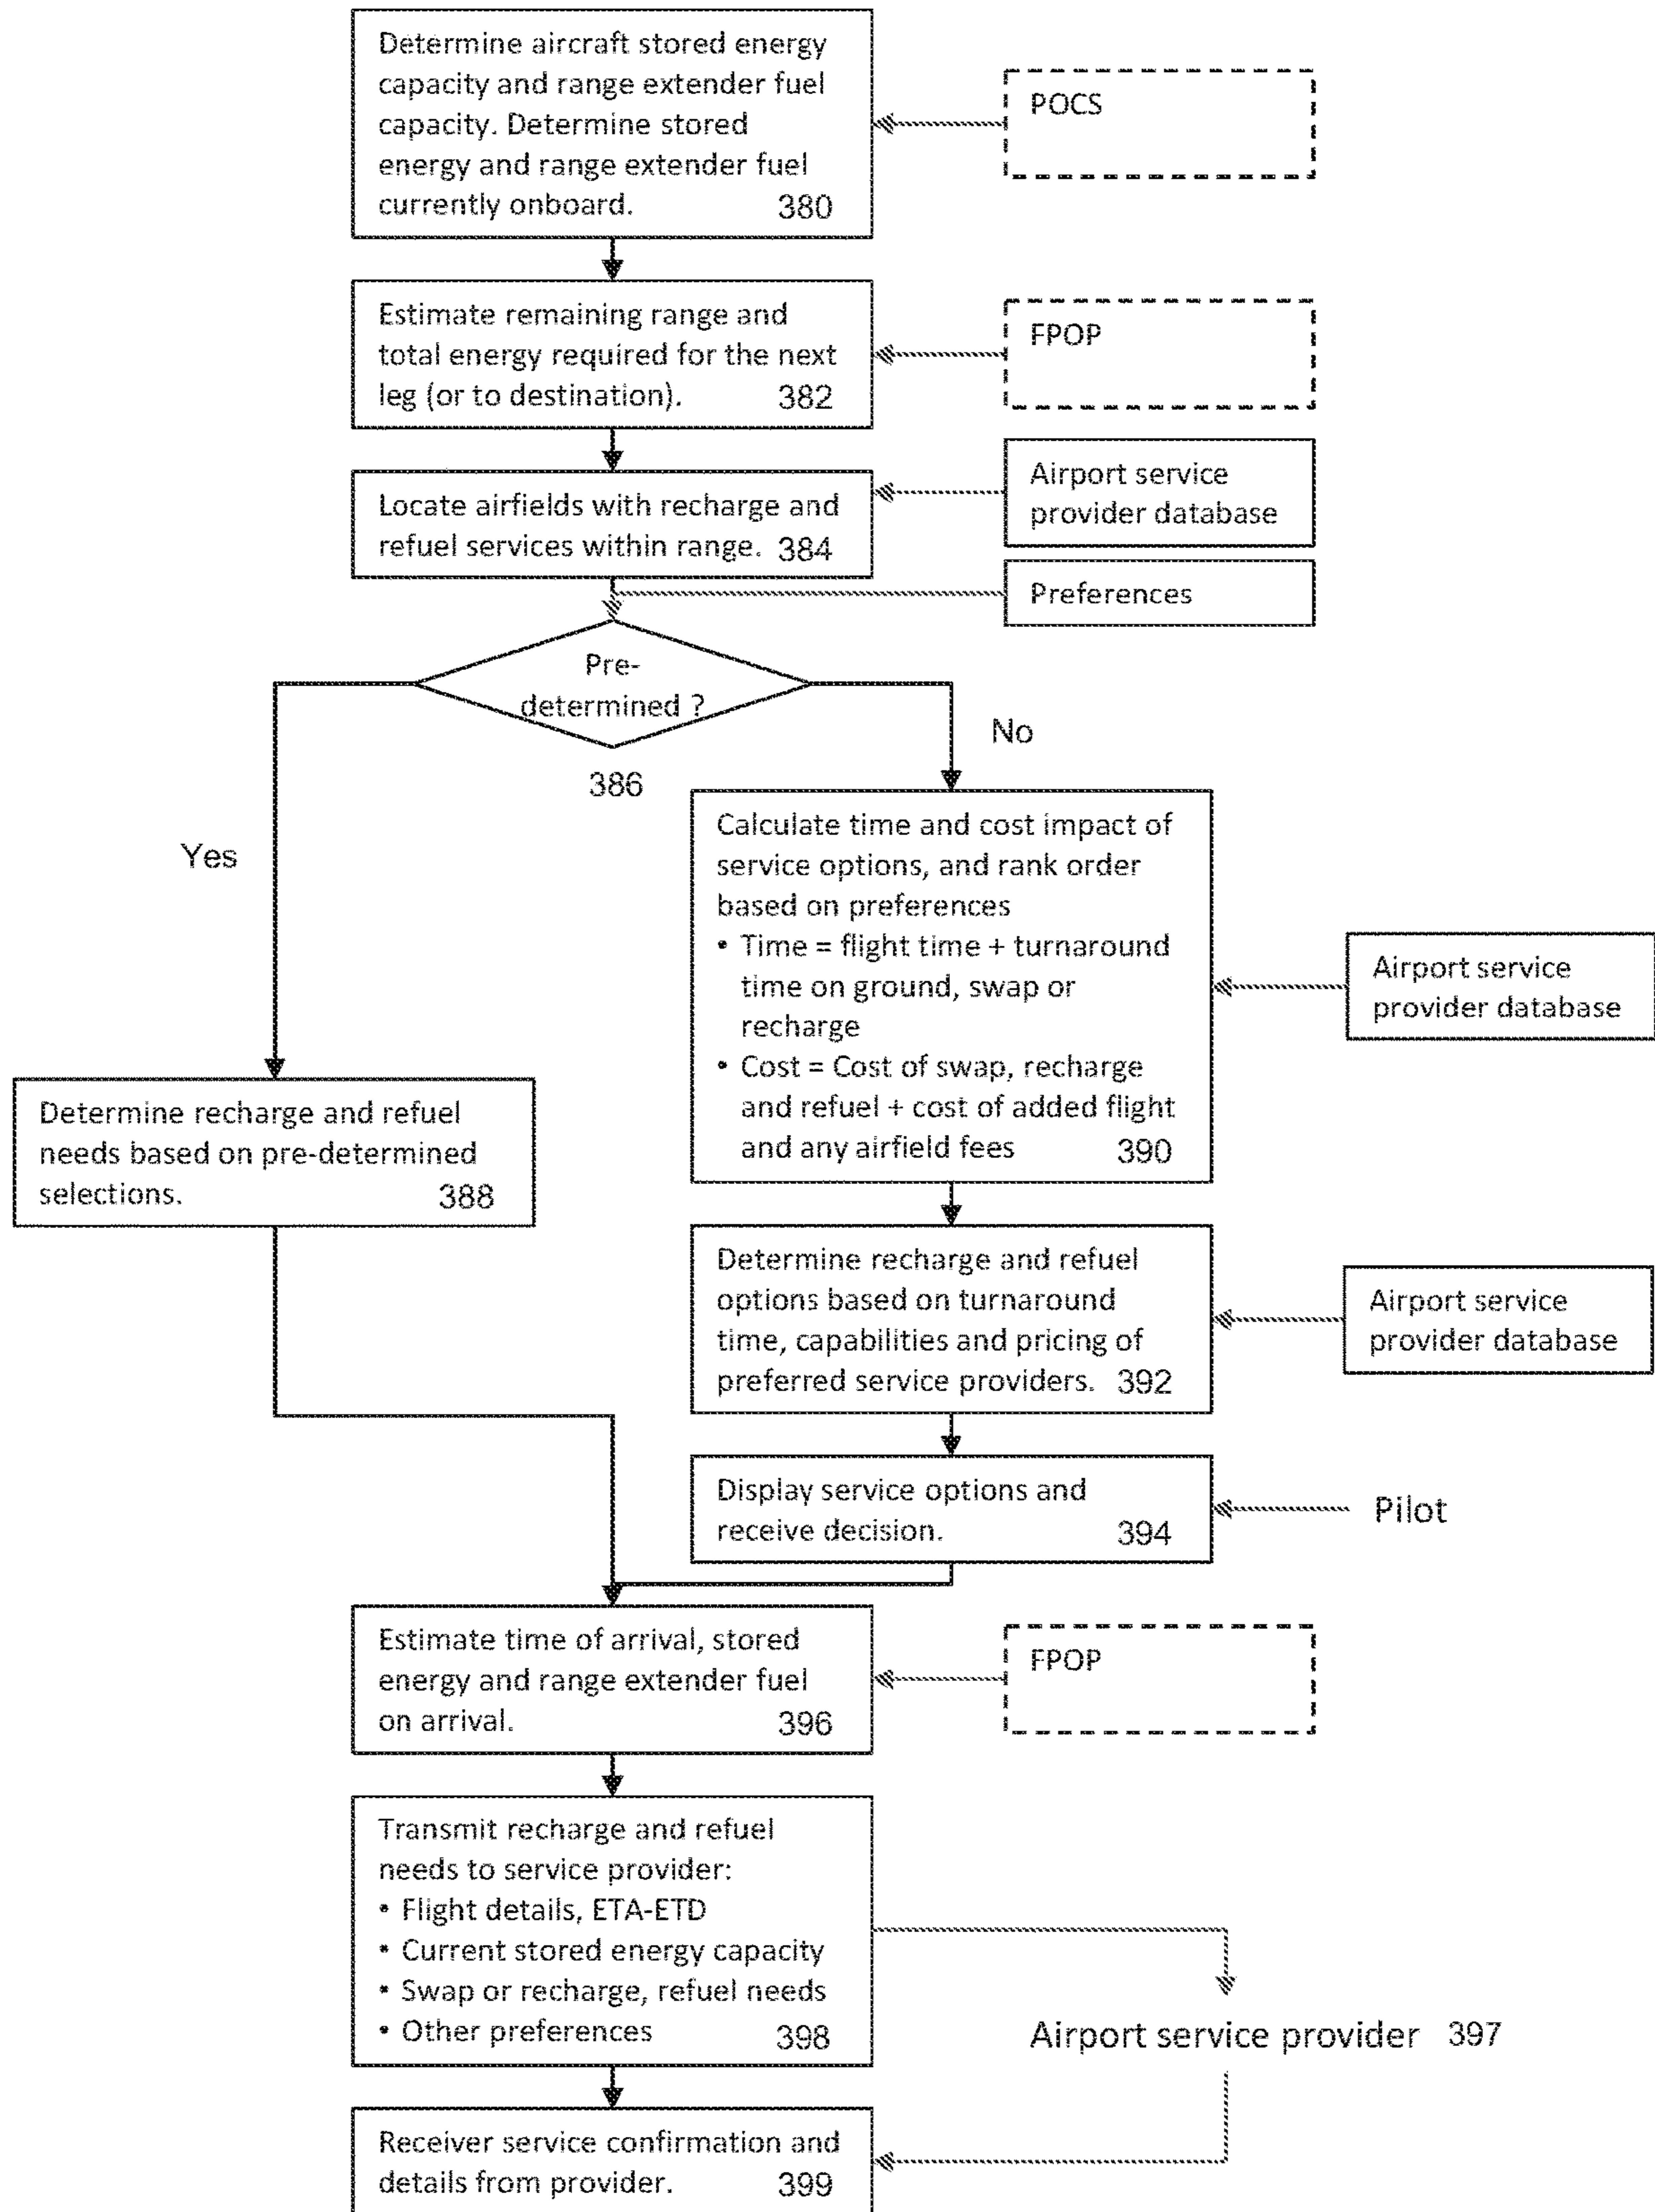 Determine aircraft stored energy
capacity and range extender fuel
capacity. Determine stored
energy and range extender fuel
currently onboard. 380
POCS
Estimate remaining range and
total energy required for the next
leg (or to destination). 382
FPOP
Locate airfields with recharge and
refuel services within range. 384
Airport service
provider database
Preferences
Pre-
determined ?
386
Yes
No
Calculate time and cost impact of
service options, and rank order
based on preferences
• Time = flight time + turnaround
time on ground, swap or
recharge
• Cost = Cost of swap, recharge
and refuel + cost of added flight
and any airfield fees 390
Airport service
provider database
Determine recharge and refuel
needs based on pre-determined
selections. 388
Determine recharge and refuel
options based on turnaround
time, capabilities and pricing of
preferred service providers. 392
Airport service
provider database
Display service options and
receive decision. 394
Pilot
Estimate time of arrival, stored
energy and range extender fuel
on arrival. 396
FPOP
Transmit recharge and refuel
needs to service provider:
• Flight details, ETA-ETD
• Current stored energy capacity
• Swap or recharge, refuel needs
• Other preferences 398
Airport service provider 397
Receiver service confirmation and
details from provider. 399